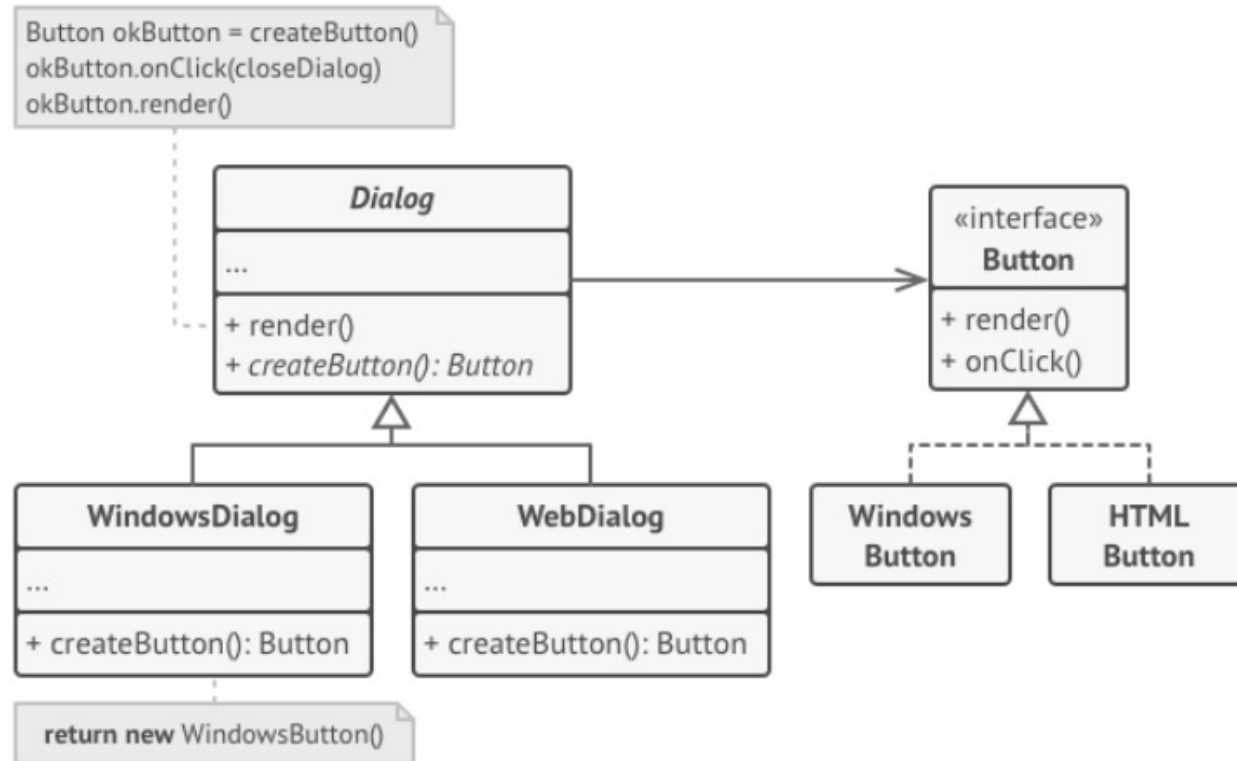 Button okButton = createButton()
okButton.onClick(closeDialog)
okButton.render()
Dialog
...
+ render()
+ createButton(): Button
«interface»
Button
+ render()
+ onClick()
WindowsDialog
...
+ createButton(): Button
WebDialog
...
+ createButton(): Button
Windows
Button
HTML
Button
return new WindowsButton()